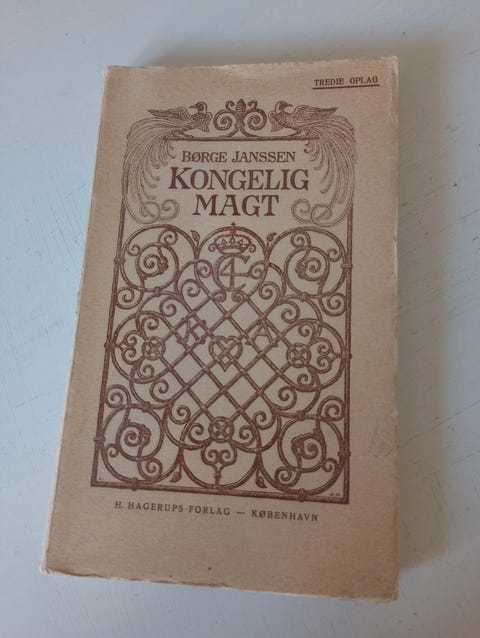 TREDIE OPLAG
BØRGE JANSSEN
KONGELIG
MAGT
K A
H. HAGERUPS FORLAG — KØBENHAVN